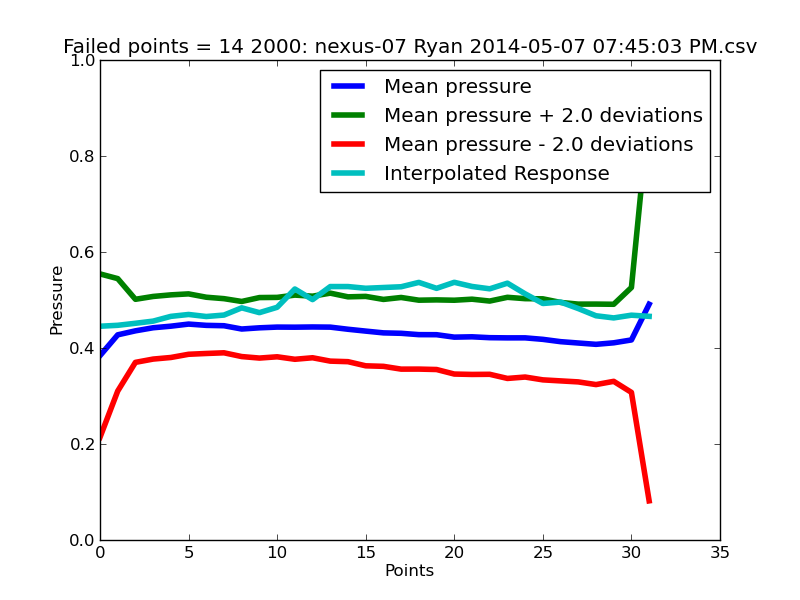 Failed points = 14 2000: nexus-07 Ryan 2014-05-07 07:45:03 PM.csv
Mean pressure
Mean pressure + 2.0 deviations
Mean pressure - 2.0 deviations
Interpolated Response
Pressure
1.0
0.8
0.6
0.4
0.2
0.0
0 5 10 15 20 25 30 35
Points